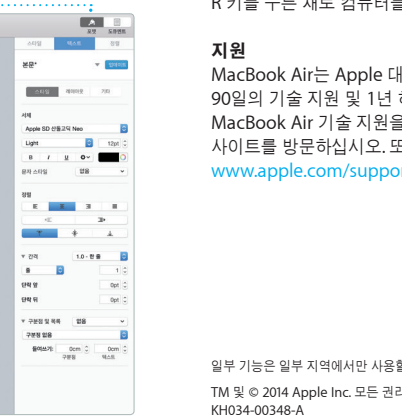 포맷 도큐멘트
스타일 텍스트 정렬
본문* 업데이트
스타일 레이아웃 기타
서체
Apple SD 산돌고딕 Neo
Light 12pt
B I U
문자 스타일 없음
정렬
간격 1.0 - 한 줄
줄 1
단락 앞 0pt
단락 뒤 0pt
구분점 및 목록 없음
구분점 없음
들여쓰기: 0cm 0cm
구분점 텍스트
R 키를 누른 채로 컴퓨터를
지원
MacBook Air는 Apple 대
90일의 기술 지원 및 1년
MacBook Air 기술 지원을
사이트를 방문하십시오. 또
www.apple.com/suppor
일부 기능은 일부 지역에서만 사용할
TM 및 © 2014 Apple Inc. 모든 권리
KH034-00348-A